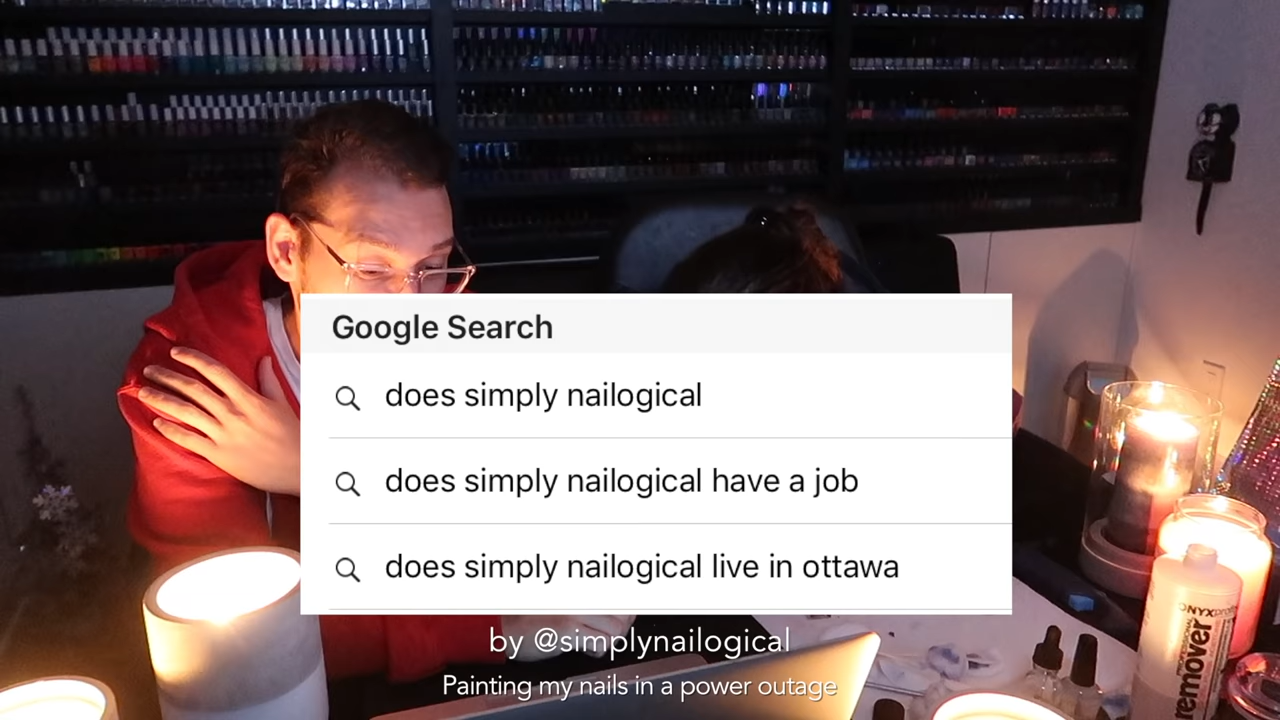 Google Search
does simply nailogical
does simply nailogical have a job
does simply nailogical live in ottawa
by @simplynailogical
Painting my nails in a power outage
ONYX
remover